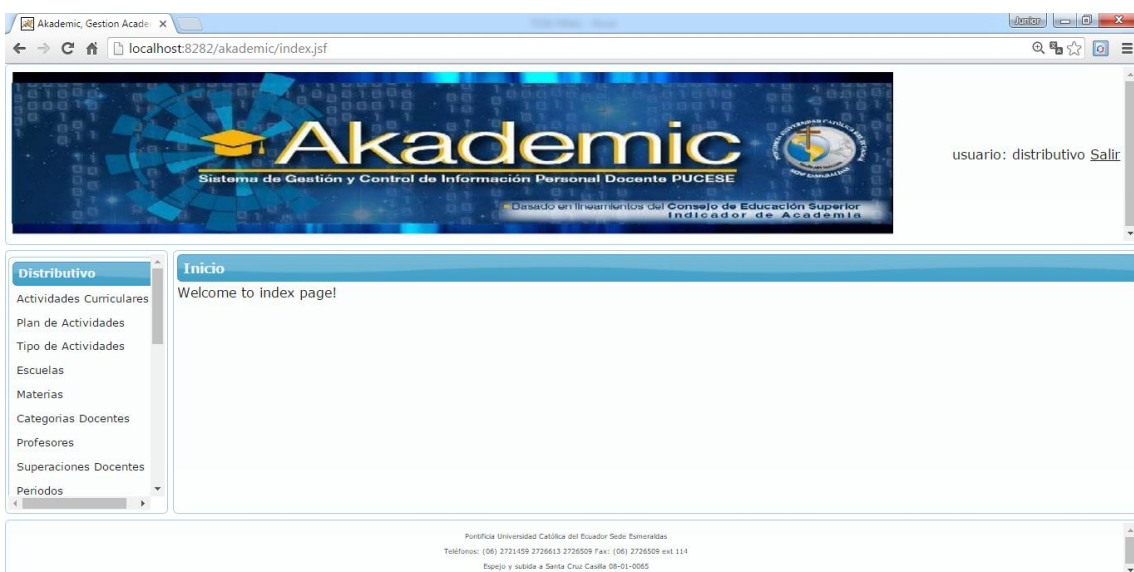 Akademic, Gestion Acade
Junior
localhost:8282/akademic/index.jsf
Akademic
Sistema de Gestión y Control de Información Personal Docente PUCESE
Basado en lineamientos del Consejo de Educación Superior
Indicador de Academia
usuario: distributivo Salir
Distributivo
Actividades Curriculares
Plan de Actividades
Tipo de Actividades
Escuelas
Materias
Categorias Docentes
Profesores
Superaciones Docentes
Periodos
Inicio
Welcome to index page!
Pontificia Universidad Católica del Ecuador Sede Esmeraldas
Teléfonos: (06) 2721459 2726613 2726509 Fax: (06) 2726509 ext 114
Espejo y subida a Santa Cruz Casilla 08-01-0065